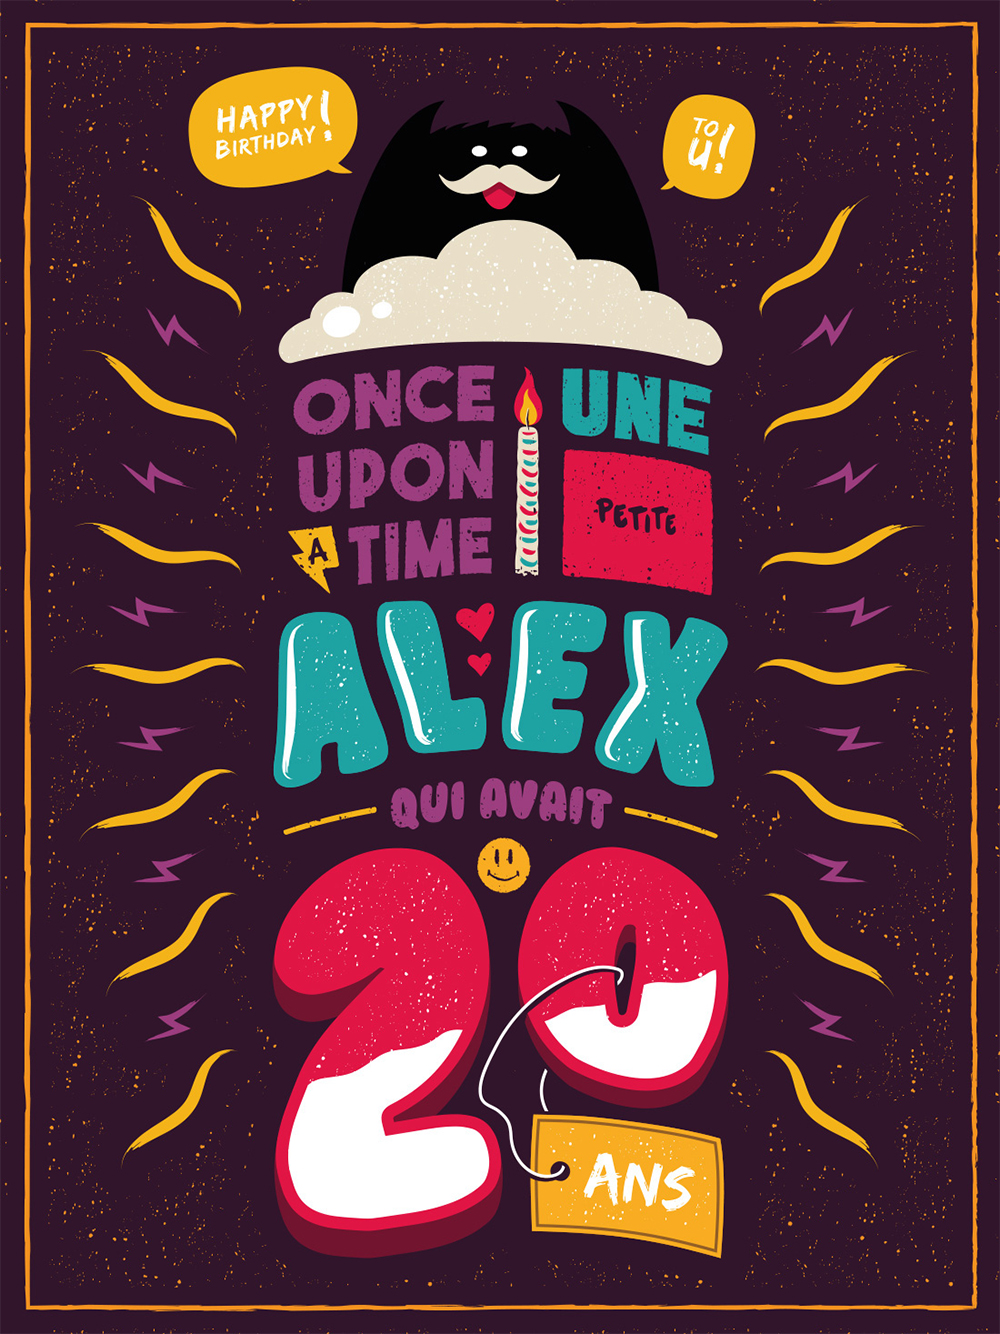 HAPPY!
BIRTHDAY
TO
U!
ONCE
UPON
A TIME
UNE
PETITE
ALEX
QUI AVAIT
20
ANS